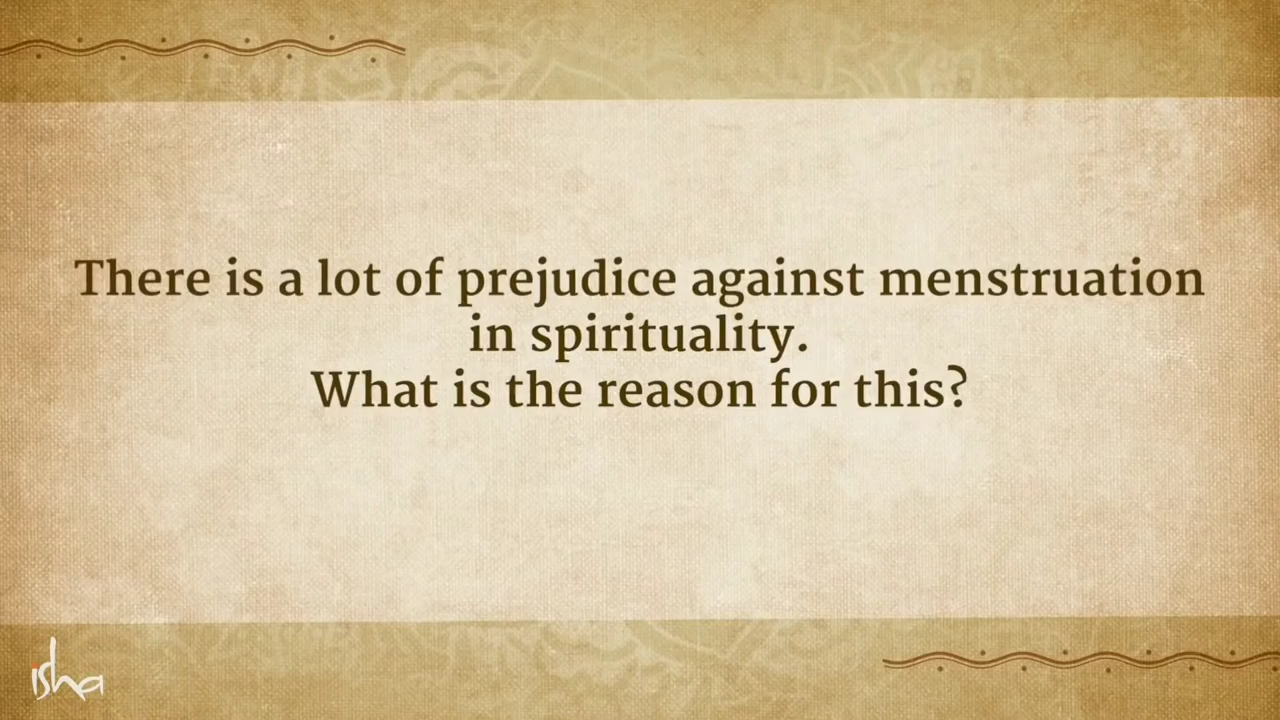 There is a lot of prejudice against menstruation
in spirituality.
What is the reason for this?
isha